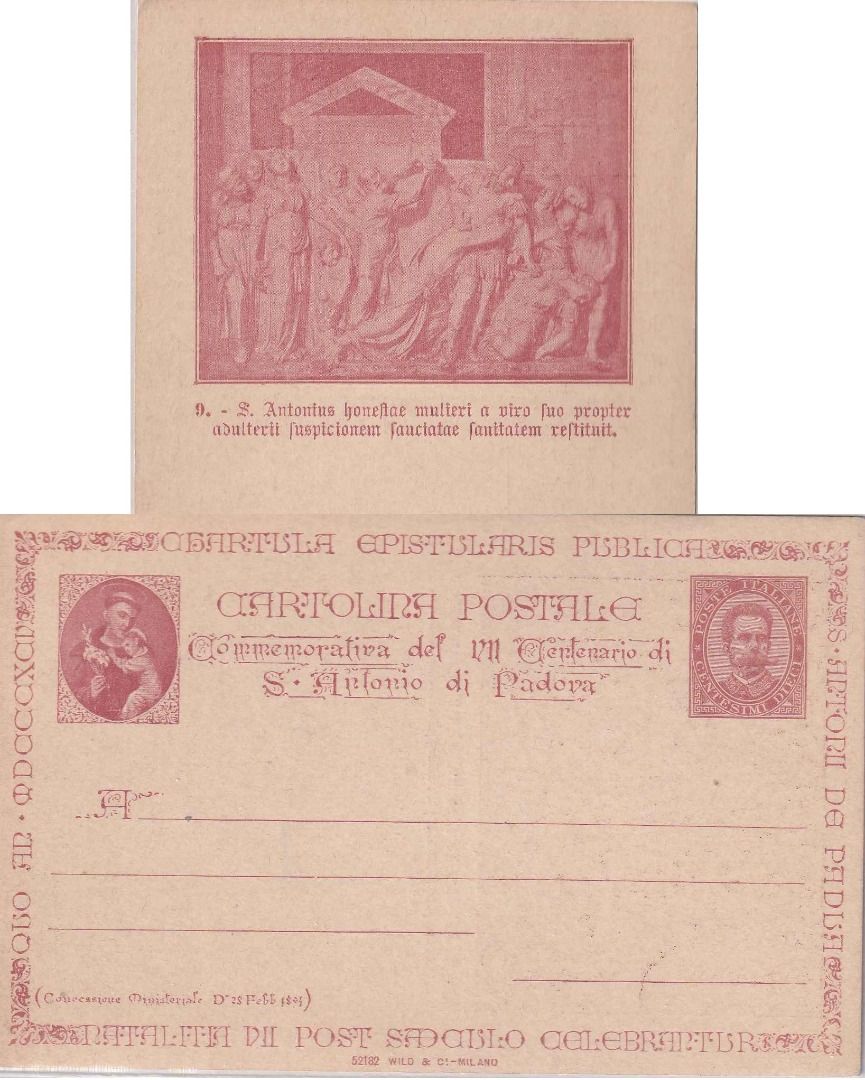 9. - S. Antonius honestae mulieri a viro suo propter
adulterii suspicionem sauciatae sanitatem restituit.
CHARTULA EPISTULARIS PUBLICA
CARTOLINA POSTALE
Commemorativa del VII Centenario di
S. Antonio di Padova
POSTE ITALIANE
CENTESIMI DIECI
A
(Concessione Ministeriale D° 28 Febb 1895)
QUO AN · MDCCCXCV
S · ANTONII DE PADUA
NATALITIA VII POST SAECULO CELEBRANTUR
52182 WILD & C.i-MILANO